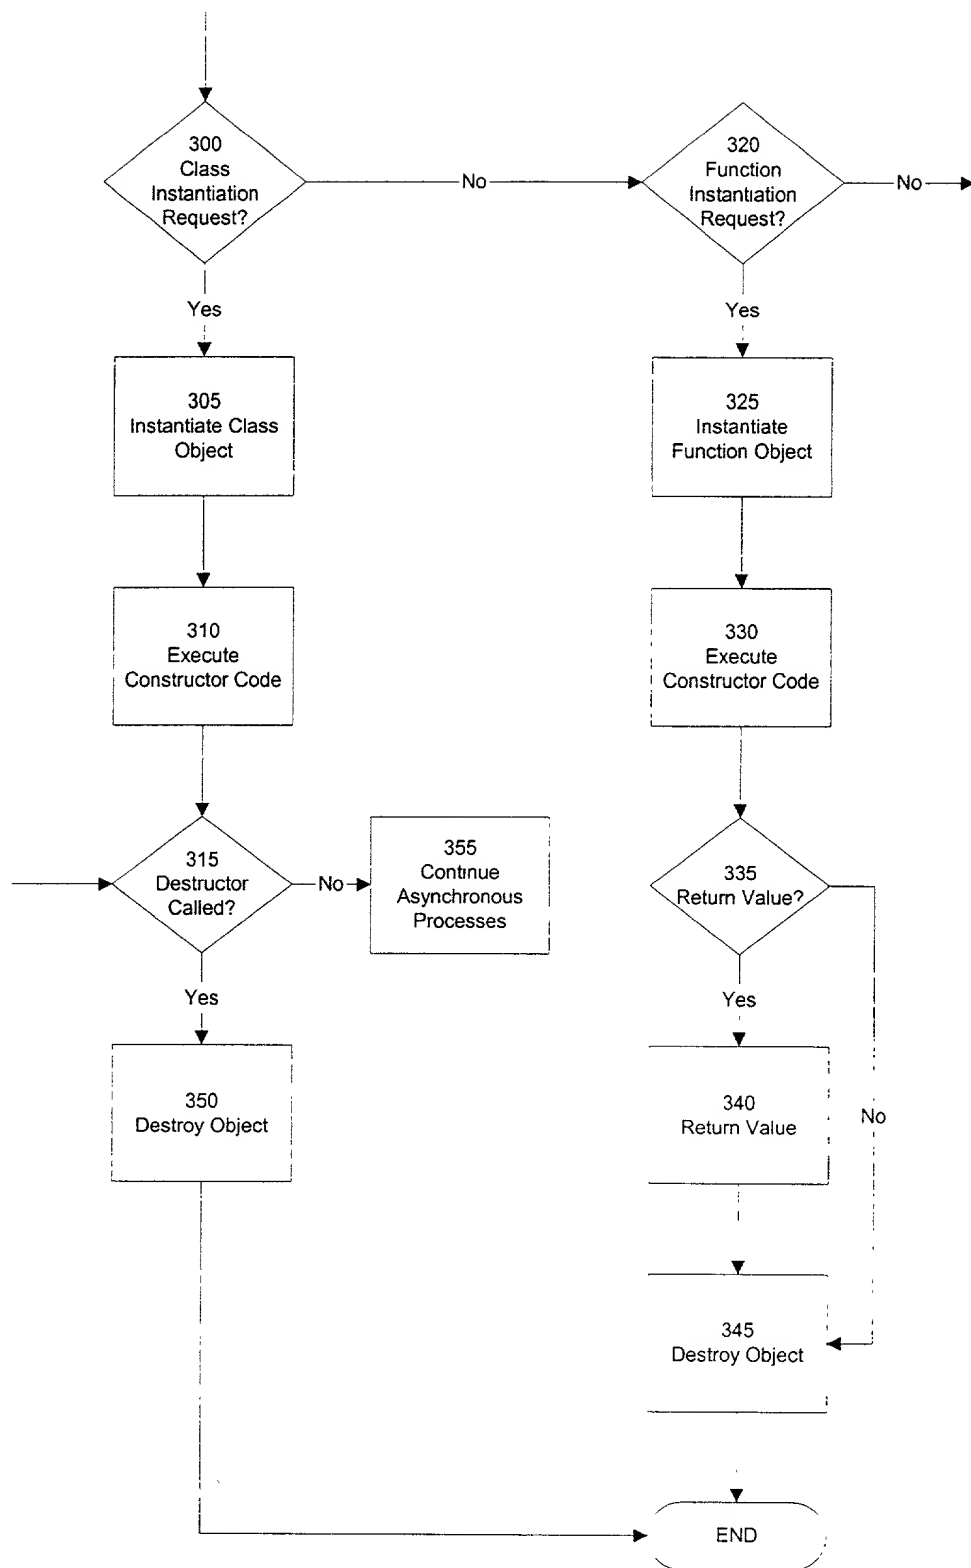 300
Class
Instantiation
Request?
No
320
Function
Instantiation
Request?
No
Yes
Yes
305
Instantiate Class
Object
325
Instantiate
Function Object
310
Execute
Constructor Code
330
Execute
Constructor Code
315
Destructor
Called?
No
355
Continue
Asynchronous
Processes
335
Return Value?
Yes
Yes
350
Destroy Object
340
Return Value
No
345
Destroy Object
END